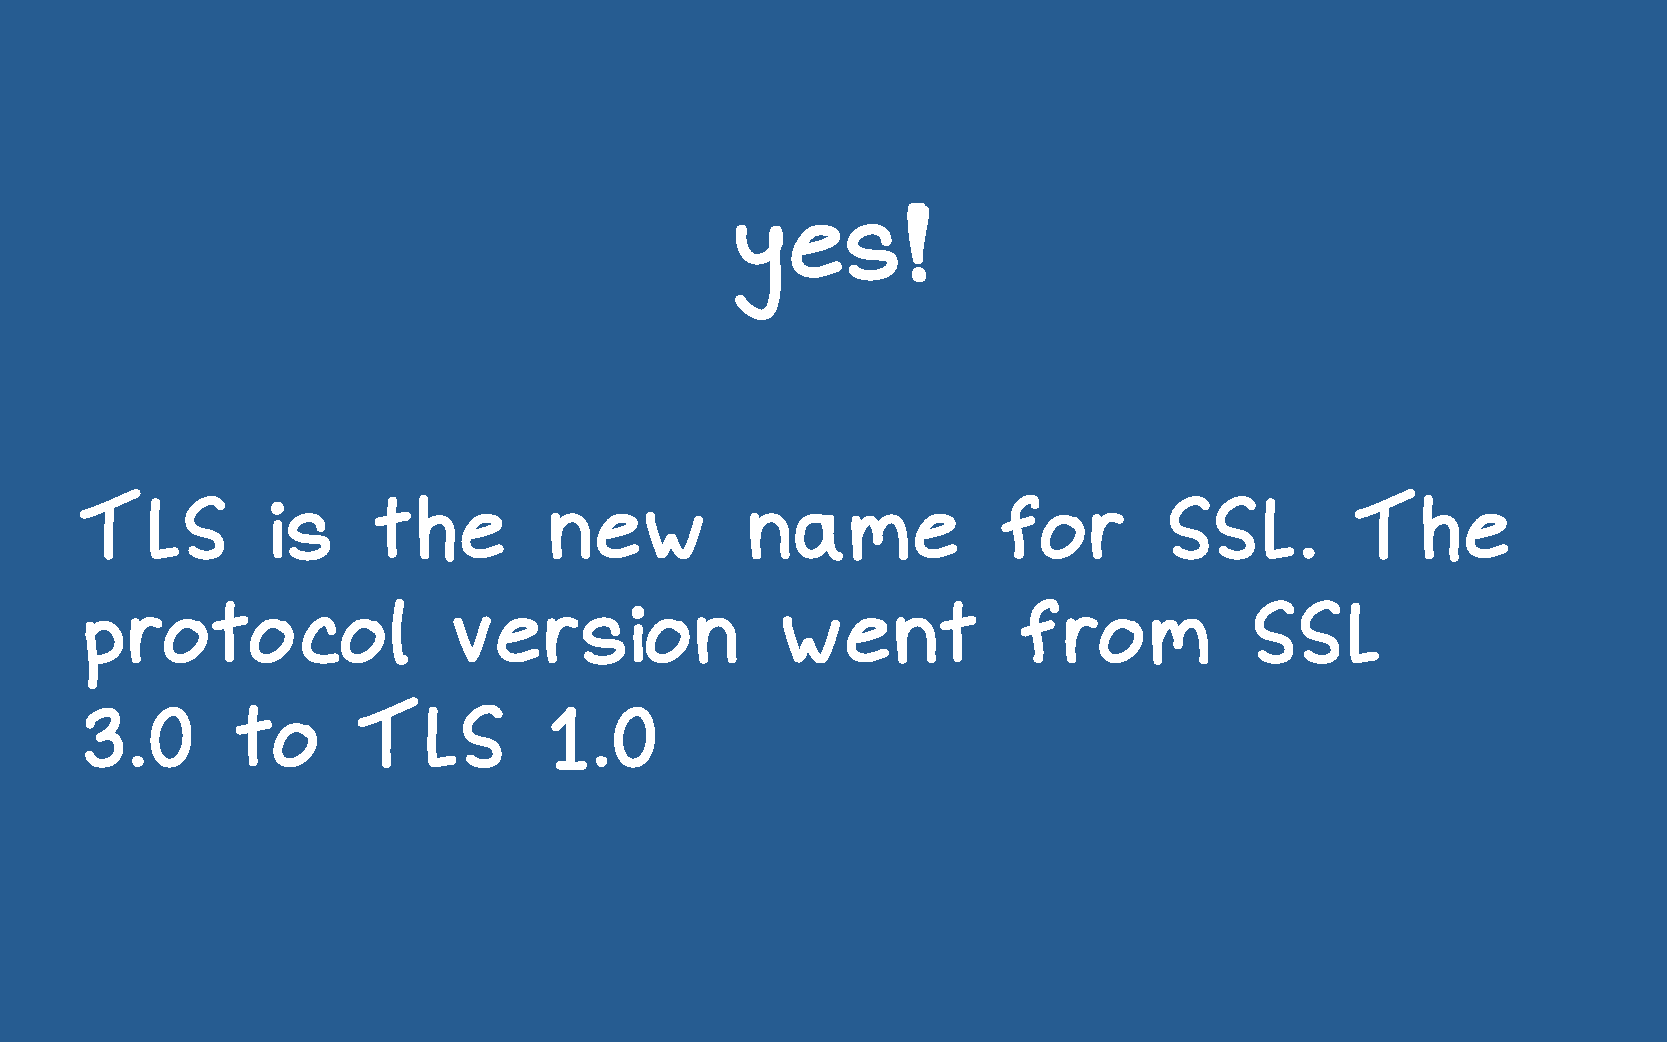 yes!
TLS is the new name for SSL. The
protocol version went from SSL
3.0 to TLS 1.0